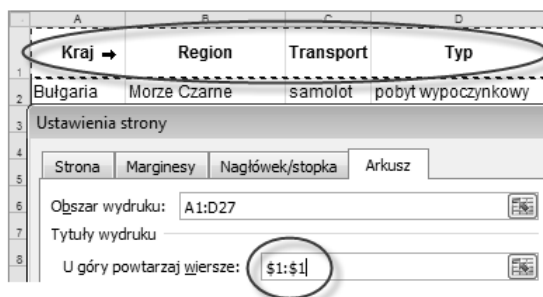 A B C D
1 Kraj → Region Transport Typ
2 Bułgaria Morze Czarne samolot pobyt wypoczynkowy
3 Ustawienia strony
4
5 Strona Marginesy Nagłówek/stopka Arkusz
6 Obszar wydruku: A1:D27
7 Tytuły wydruku
8 U góry powtarzaj wiersze: $1:$1